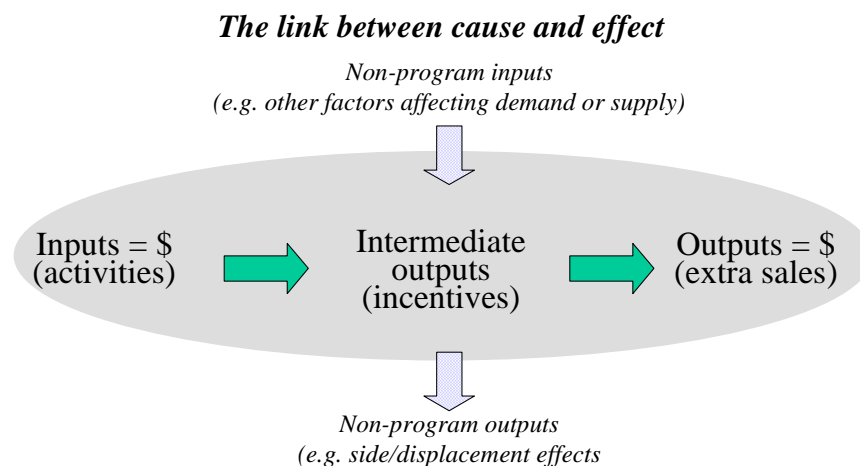 The link between cause and effect
Non-program inputs
(e.g. other factors affecting demand or supply)
Inputs = $
(activities)
Intermediate
outputs
(incentives)
Outputs = $
(extra sales)
Non-program outputs
(e.g. side/displacement effects